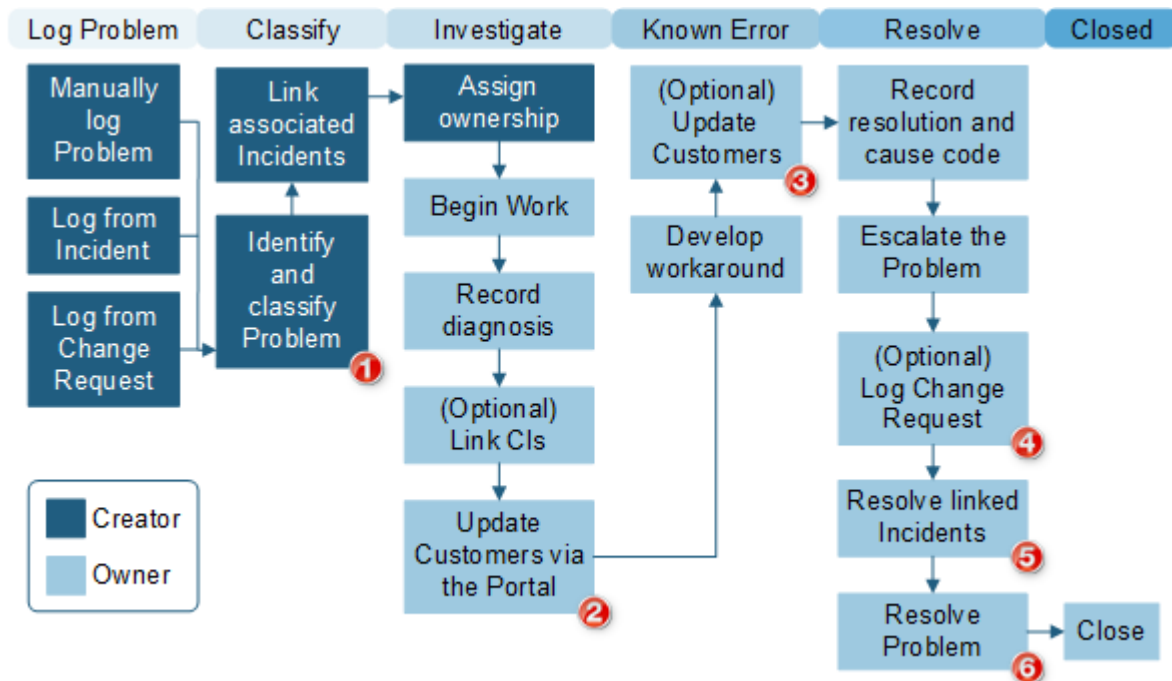 Log Problem
Classify
Investigate
Known Error
Resolve
Closed
Manually
log
Problem
Log from
Incident
Log from
Change
Request
Link
associated
Incidents
Identify
and
classify
Problem
1
Assign
ownership
Begin Work
Record
diagnosis
(Optional)
Link CIs
Update
Customers via
the Portal
2
(Optional)
Update
Customers
3
Develop
workaround
Record
resolution and
cause code
Escalate the
Problem
(Optional)
Log Change
Request
4
Resolve linked
Incidents
5
Resolve
Problem
6
Close
Creator
Owner